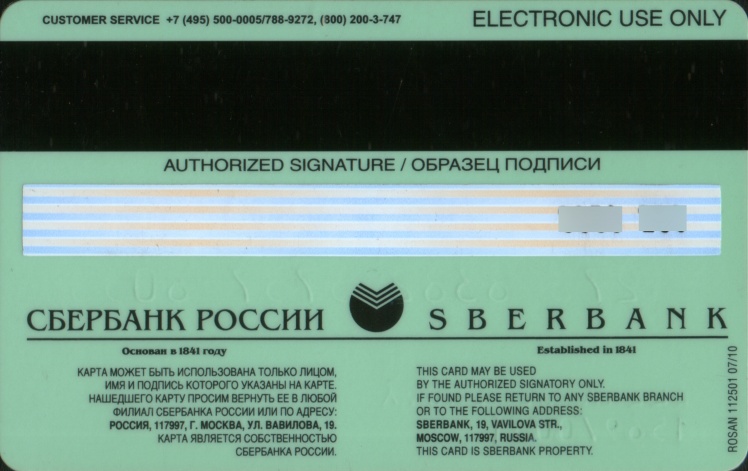 CUSTOMER SERVICE +7 (495) 500-0005/788-9272, (800) 200-3-747
ELECTRONIC USE ONLY
AUTHORIZED SIGNATURE / ОБРАЗЕЦ ПОДПИСИ
СБЕРБАНК РОССИИ
SBERBANK
Основан в 1841 году
Established in 1841
КАРТА МОЖЕТ БЫТЬ ИСПОЛЬЗОВАНА ТОЛЬКО ЛИЦОМ,
ИМЯ И ПОДПИСЬ КОТОРОГО УКАЗАНЫ НА КАРТЕ.
НАШЕДШЕГО КАРТУ ПРОСИМ ВЕРНУТЬ ЕЕ В ЛЮБОЙ
ФИЛИАЛ СБЕРБАНКА РОССИИ ИЛИ ПО АДРЕСУ:
РОССИЯ, 117997, Г. МОСКВА, УЛ. ВАВИЛОВА, 19.
КАРТА ЯВЛЯЕТСЯ СОБСТВЕННОСТЬЮ
СБЕРБАНКА РОССИИ.
THIS CARD MAY BE USED
BY THE AUTHORIZED SIGNATORY ONLY.
IF FOUND PLEASE RETURN TO ANY SBERBANK BRANCH
OR TO THE FOLLOWING ADDRESS:
SBERBANK, 19, VAVILOVA STR.,
MOSCOW, 117997, RUSSIA.
THIS CARD IS SBERBANK PROPERTY.
ROSAN 112501 07/10